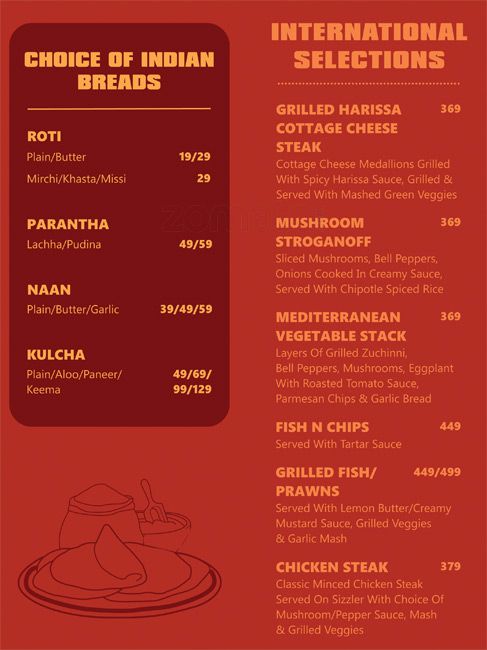 CHOICE OF INDIAN
BREADS
ROTI
Plain/Butter 19/29
Mirchi/Khasta/Missi 29
PARANTHA
Lachha/Pudina 49/59
NAAN
Plain/Butter/Garlic 39/49/59
KULCHA
Plain/Aloo/Paneer/ 49/69/
Keema 99/129
INTERNATIONAL
SELECTIONS
GRILLED HARISSA 369
COTTAGE CHEESE
STEAK
Cottage Cheese Medallions Grilled
With Spicy Harissa Sauce, Grilled &
Served With Mashed Green Veggies
MUSHROOM 369
STROGANOFF
Sliced Mushrooms, Bell Peppers,
Onions Cooked In Creamy Sauce,
Served With Chipotle Spiced Rice
MEDITERRANEAN 369
VEGETABLE STACK
Layers Of Grilled Zuchinni,
Bell Peppers, Mushrooms, Eggplant
With Roasted Tomato Sauce,
Parmesan Chips & Garlic Bread
FISH N CHIPS 449
Served With Tartar Sauce
GRILLED FISH/ 449/499
PRAWNS
Served With Lemon Butter/Creamy
Mustard Sauce, Grilled Veggies
& Garlic Mash
CHICKEN STEAK 379
Classic Minced Chicken Steak
Served On Sizzler With Choice Of
Mushroom/Pepper Sauce, Mash
& Grilled Veggies